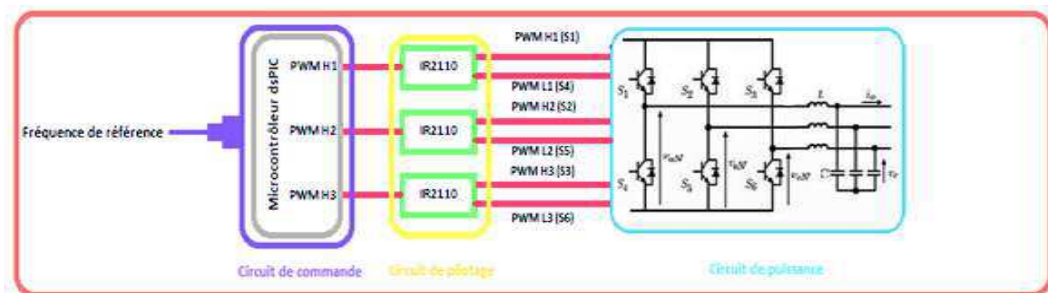 Fréquence de référence
Microcontrôleur dsPIC
PWM H1
PWM H2
PWM H3
IR2110
IR2110
IR2110
PWM H1 (S1)
PWM L1 (S4)
PWM H2 (S2)
PWM L2 (S5)
PWM H3 (S3)
PWM L3 (S6)
S1
S2
S3
S4
S5
S6
L
Circuit de commande
Circuit de pilotage
Circuit de puissance